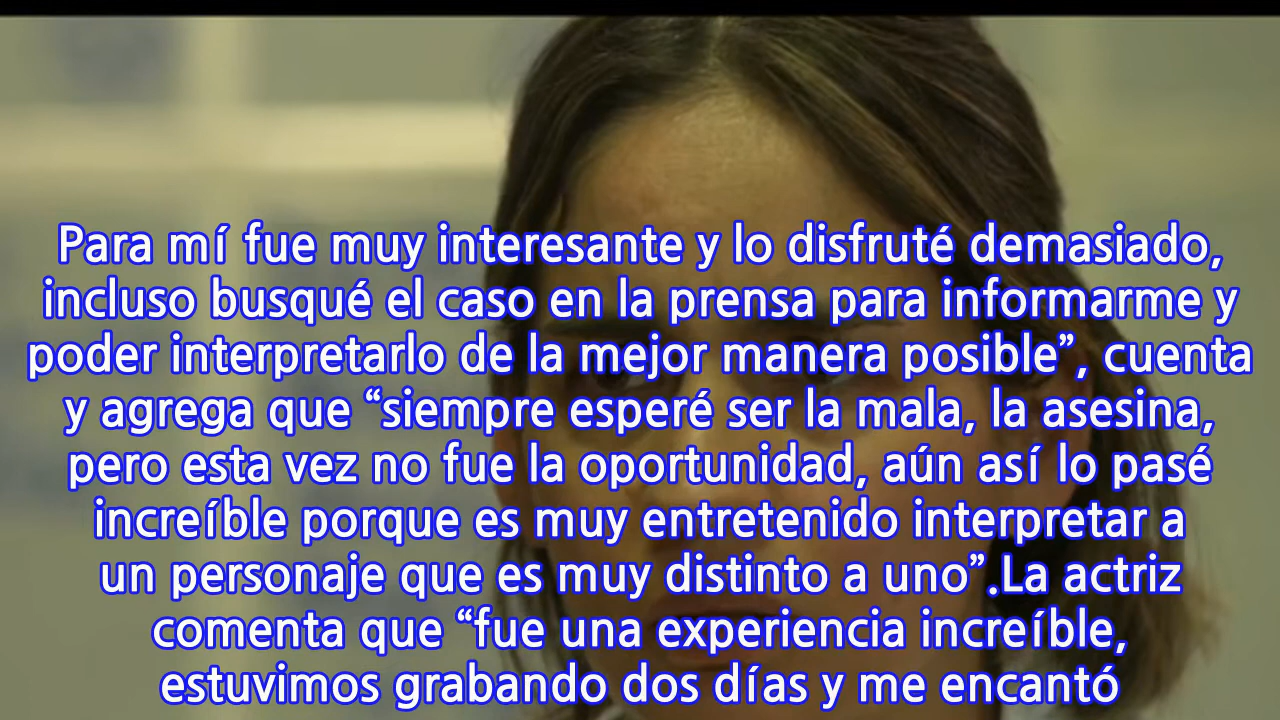 Para mí fue muy interesante y lo disfruté demasiado,
incluso busqué el caso en la prensa para informarme y
poder interpretarlo de la mejor manera posible”, cuenta
y agrega que “siempre esperé ser la mala, la asesina,
pero esta vez no fue la oportunidad, aún así lo pasé
increíble porque es muy entretenido interpretar a
un personaje que es muy distinto a uno”.La actriz
comenta que “fue una experiencia increíble,
estuvimos grabando dos días y me encantó